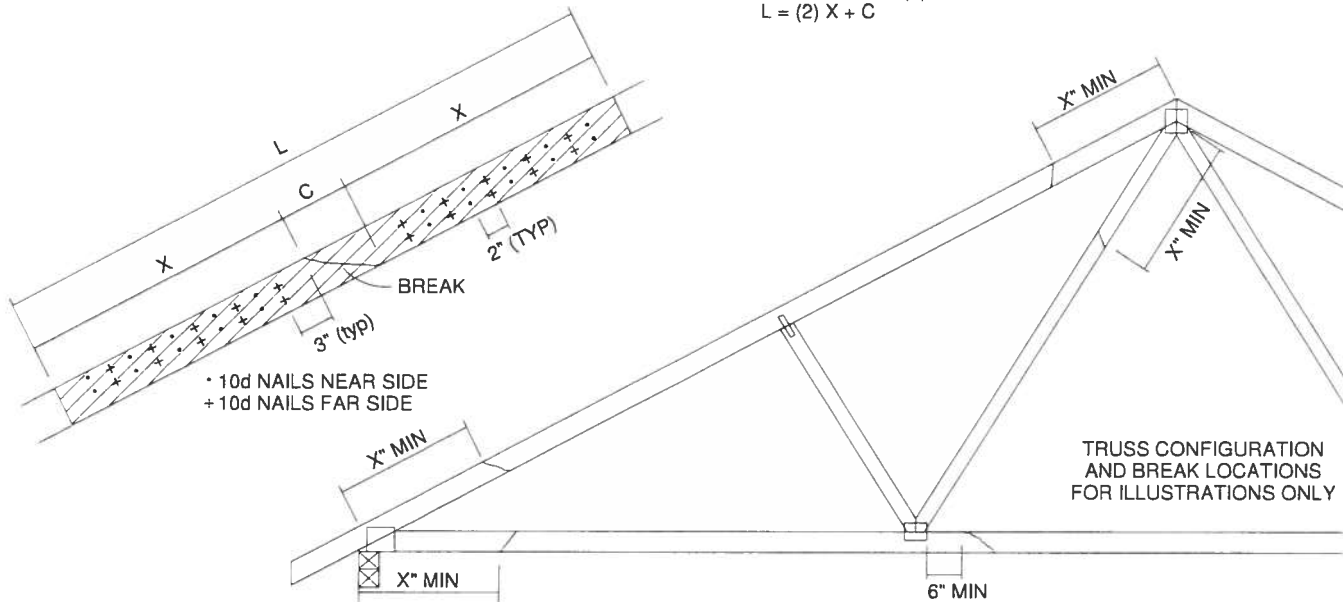 L = (2) X + C
X" MIN
L
X
C
X
2" (TYP)
BREAK
3" (typ)
• 10d NAILS NEAR SIDE
+ 10d NAILS FAR SIDE
X" MIN
X" MIN
X" MIN
6" MIN
TRUSS CONFIGURATION
AND BREAK LOCATIONS
FOR ILLUSTRATIONS ONLY